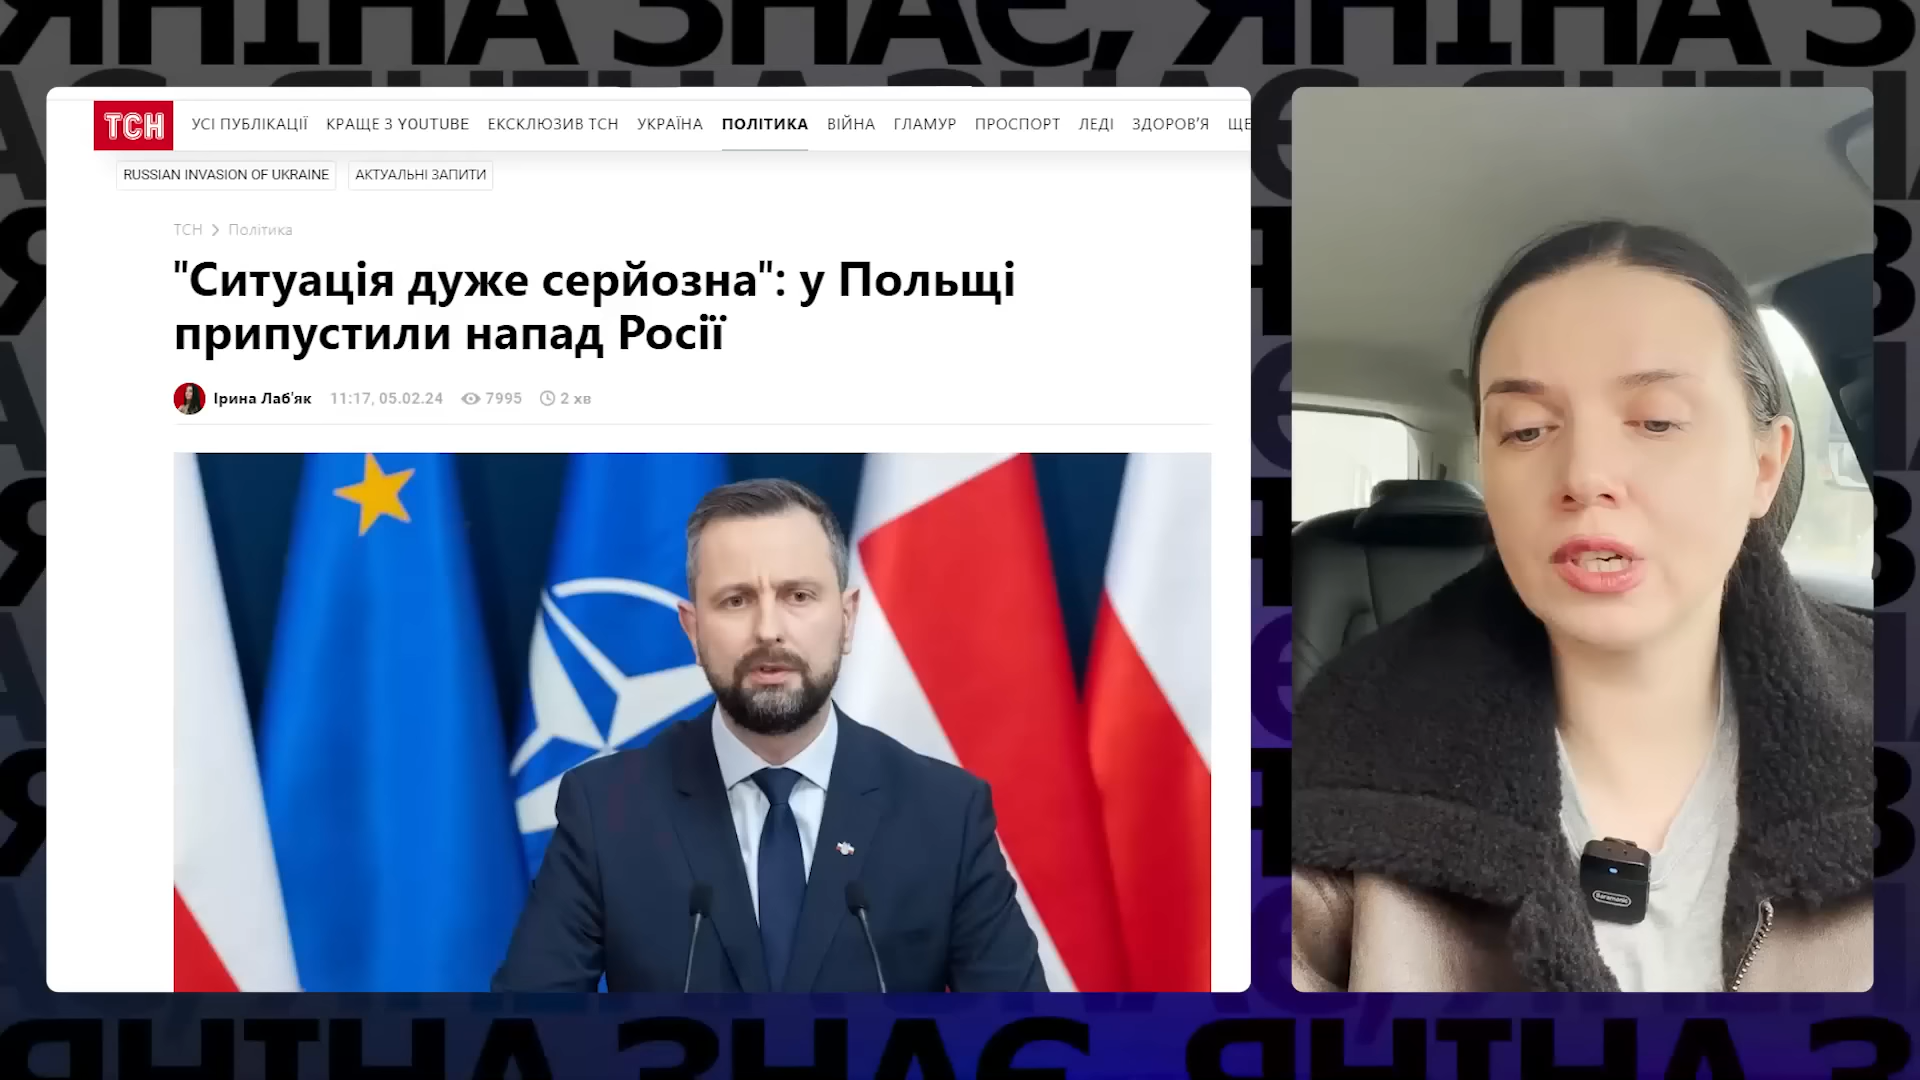 ЯНІНА ЗНАЄ, ЯНІНА З
ТСН
УСІ ПУБЛІКАЦІЇ КРАЩЕ З YOUTUBE ЕКСКЛЮЗИВ ТСН УКРАЇНА ПОЛІТИКА ВІЙНА ГЛАМУР ПРОСПОРТ ЛЕДІ ЗДОРОВ'Я ЩЕ
RUSSIAN INVASION OF UKRAINE АКТУАЛЬНІ ЗАПИТИ
ТСН > Політика
"Ситуація дуже серйозна": у Польщі
припустили напад Росії
Ірина Лаб'як 11:17, 05.02.24 7995 2 хв
Saramonic
ЯНІНА ЗНАЄ, ЯНІНА З